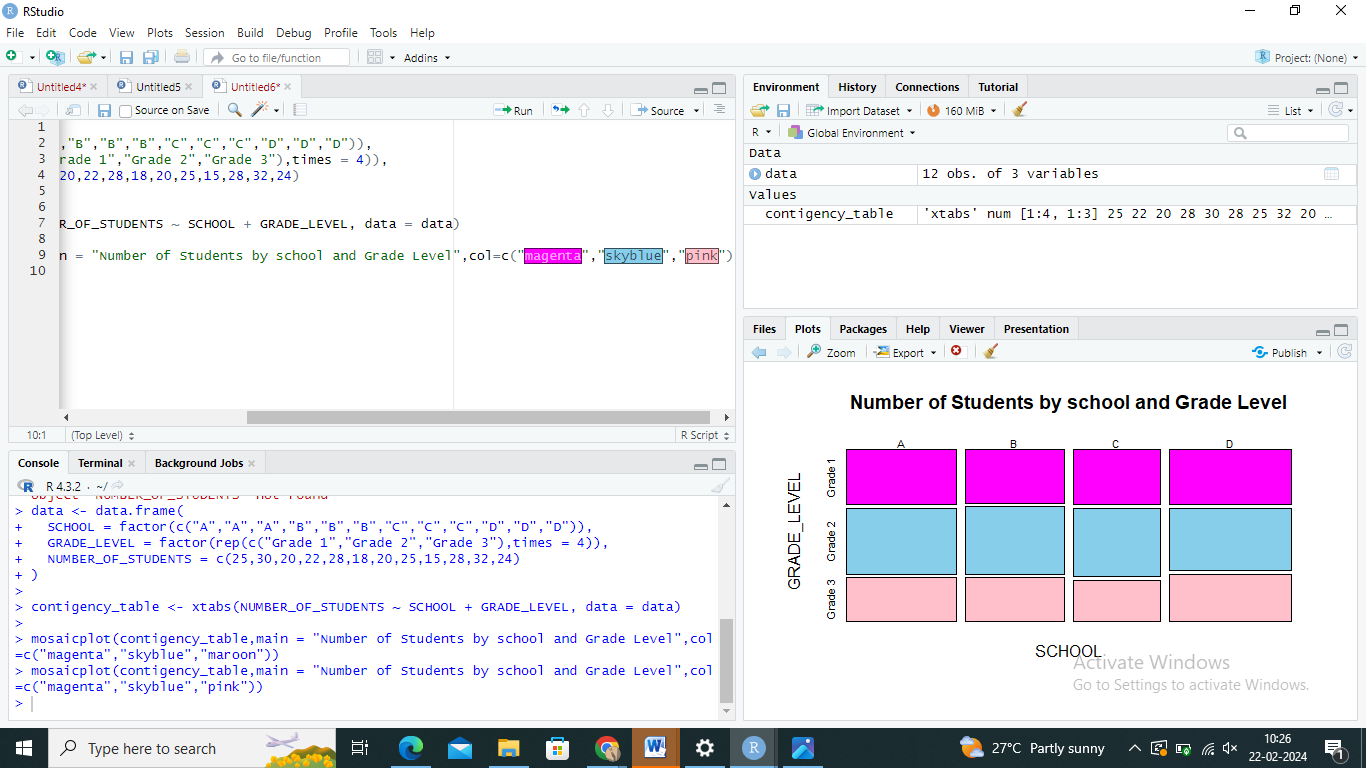 RStudio
File Edit Code View Plots Session Build Debug Profile Tools Help
Go to file/function Addins Project: (None)
Untitled4* Untitled5 Untitled6*
Source on Save Run Source
1
2 ,"B","B","B","C","C","C","D","D","D")),
3 rade 1","Grade 2","Grade 3"),times = 4)),
4 20,22,28,18,20,25,15,28,32,24)
5
6
7 R_OF_STUDENTS ~ SCHOOL + GRADE_LEVEL, data = data)
8
9 n = "Number of Students by school and Grade Level",col=c("magenta","skyblue","pink")
10
10:1 (Top Level) R Script
Console Terminal Background Jobs
R 4.3.2 · ~/
object 'NUMBER_OF_STUDENTS' not found
> data <- data.frame(
+ SCHOOL = factor(c("A","A","A","B","B","B","C","C","C","D","D","D")),
+ GRADE_LEVEL = factor(rep(c("Grade 1","Grade 2","Grade 3"),times = 4)),
+ NUMBER_OF_STUDENTS = c(25,30,20,22,28,18,20,25,15,28,32,24)
+ )
>
> contigency_table <- xtabs(NUMBER_OF_STUDENTS ~ SCHOOL + GRADE_LEVEL, data = data)
>
> mosaicplot(contigency_table,main = "Number of Students by school and Grade Level",col
=c("magenta","skyblue","maroon"))
> mosaicplot(contigency_table,main = "Number of Students by school and Grade Level",col
=c("magenta","skyblue","pink"))
>
Environment History Connections Tutorial
Import Dataset 160 MiB List
R Global Environment
Data
data 12 obs. of 3 variables
Values
contigency_table 'xtabs' num [1:4, 1:3] 25 22 20 28 30 28 25 32 20 …
Files Plots Packages Help Viewer Presentation
Zoom Export Publish
Number of Students by school and Grade Level
A B C D
GRADE_LEVEL
Grade 1
Grade 2
Grade 3
SCHOOL
Activate Windows
Go to Settings to activate Windows.
Type here to search
27°C Partly sunny
10:26
22-02-2024
1